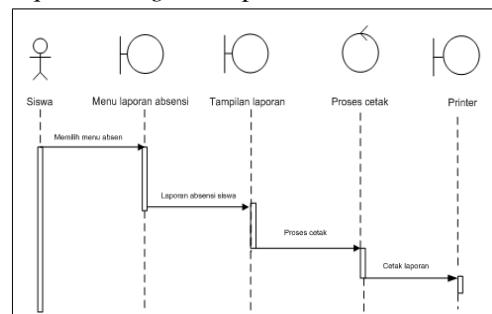 Siswa
Menu laporan absensi
Tampilan laporan
Proses cetak
Printer
Memilih menu absen
Laporan absensi siswa
Proses cetak
Cetak laporan